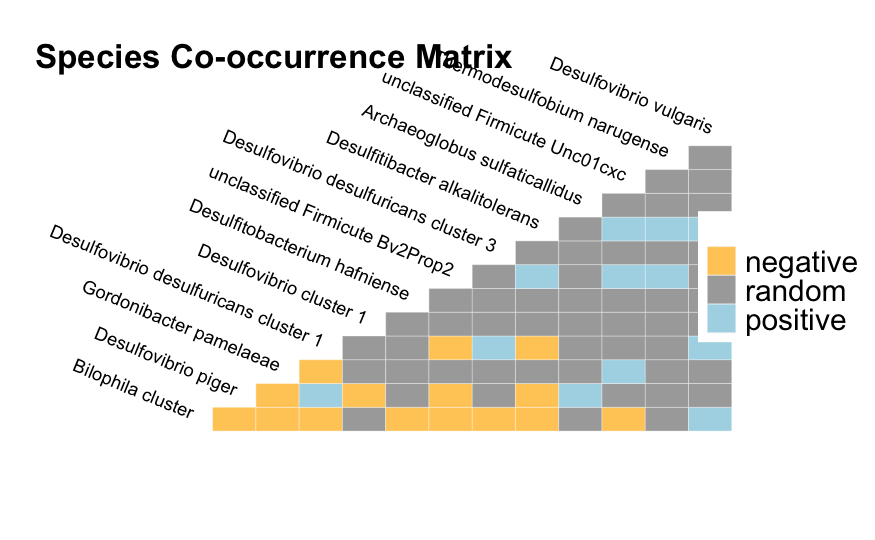 Species Co-occurrence Matrix
Desulfovibrio vulgaris
Thermodesulfobium narugense
unclassified Firmicute Unc01cxc
Archaeoglobus sulfaticallidus
Desulfitibacter alkalitolerans
Desulfovibrio desulfuricans cluster 3
unclassified Firmicute Bv2Prop2
Desulfitobacterium hafniense
Desulfovibrio cluster 1
Desulfovibrio desulfuricans cluster 1
Gordonibacter pamelaeae
Desulfovibrio piger
Bilophila cluster
negative
random
positive